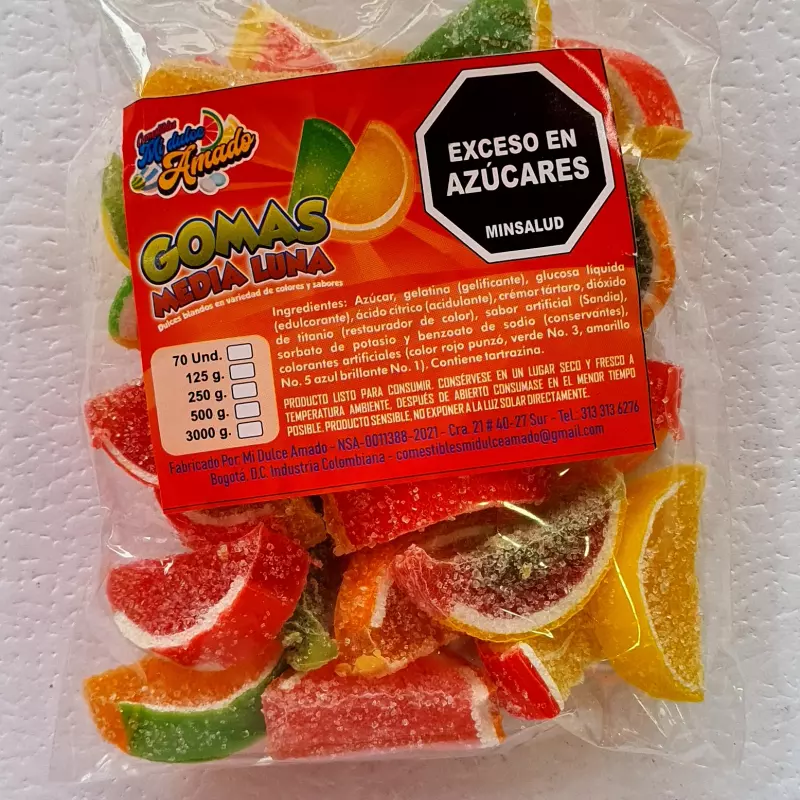 Comestibles
Mi dulce
Amado
EXCESO EN
AZÚCARES
MINSALUD
GOMAS
MEDIA LUNA
Dulces blandos en variedad de colores y sabores
Ingredientes: Azúcar, gelatina (gelificante), glucosa líquida
(edulcorante), ácido cítrico (acidulante), crémor tártaro, dióxido
de titanio (restaurador de color), sabor artificial (Sandia),
sorbato de potasio y benzoato de sodio (conservantes),
colorantes artificiales (color rojo punzó, verde No. 3, amarillo
No. 5 azul brillante No. 1). Contiene tartrazina.
70 Und.
125 g.
250 g.
500 g.
3000 g.
PRODUCTO LISTO PARA CONSUMIR. CONSÉRVESE EN UN LUGAR SECO Y FRESCO A
TEMPERATURA AMBIENTE, DESPUÉS DE ABIERTO CONSUMASE EN EL MENOR TIEMPO
POSIBLE. PRODUCTO SENSIBLE, NO EXPONER A LA LUZ SOLAR DIRECTAMENTE.
Fabricado Por: Mi Dulce Amado - NSA-0011388-2021 - Cra. 21 # 40-27 Sur - Tel.: 313 313 6276
Bogotá, D.C. Industria Colombiana - comestiblesmidulceamado@gmail.com